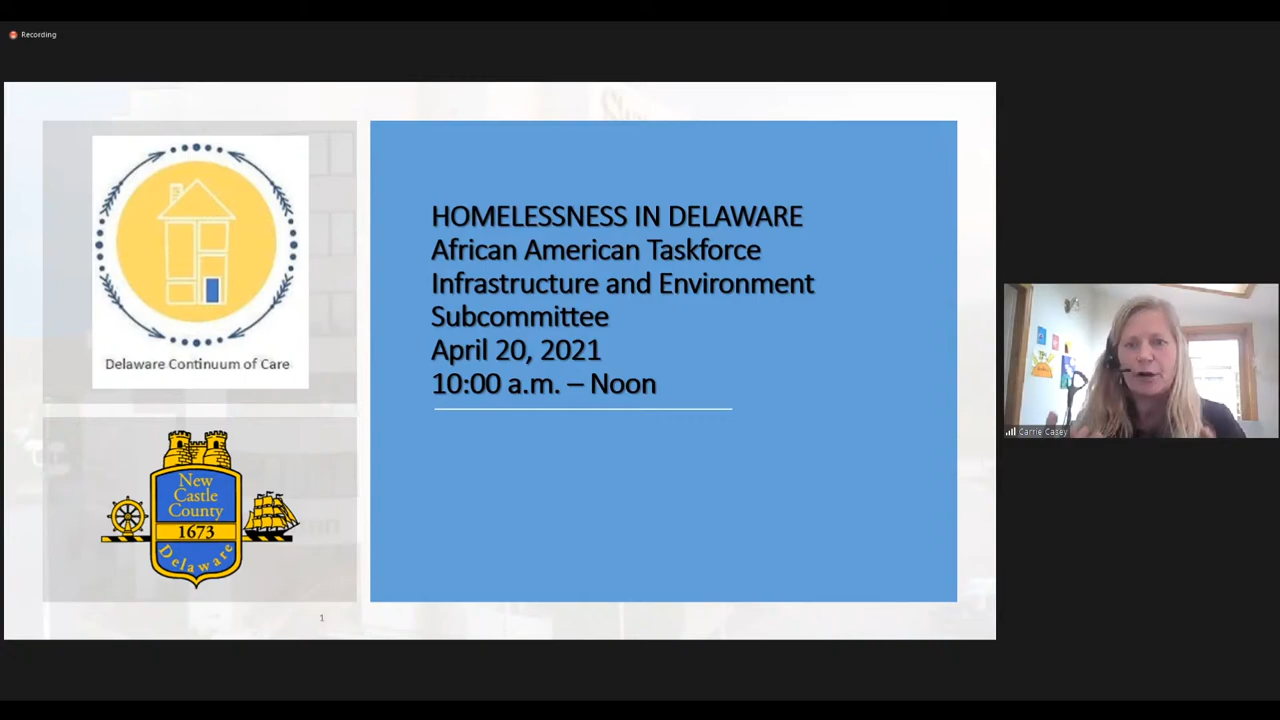 Recording
HOMELESSNESS IN DELAWARE
African American Taskforce
Infrastructure and Environment
Subcommittee
April 20, 2021
10:00 a.m. – Noon
Delaware Continuum of Care
New
Castle
County
1673
Delaware
1
Carrie Casey